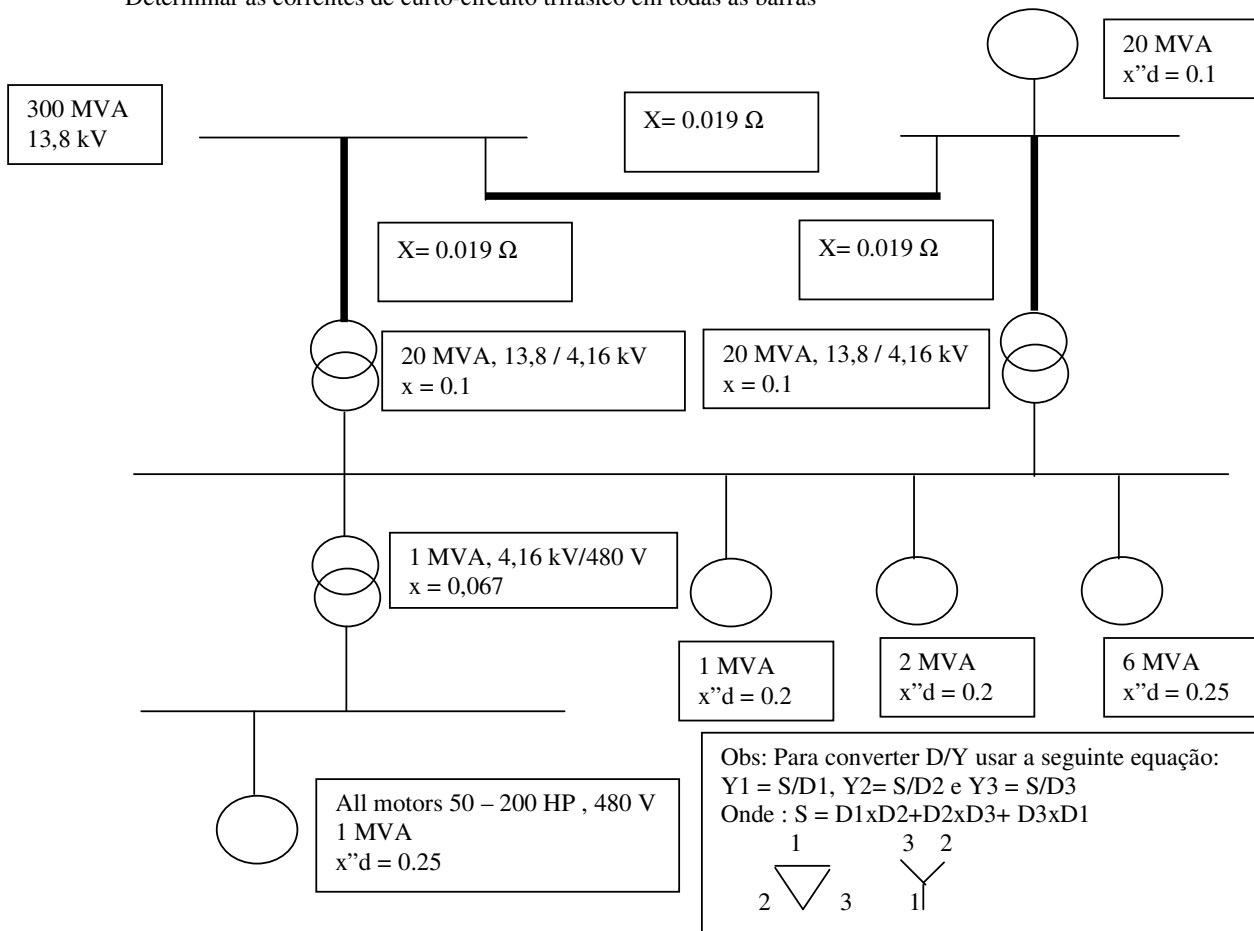 Determinar as correntes de curto-circuito trifásico em todas as barras
20 MVA
x”d = 0.1
300 MVA
13,8 kV
X= 0.019 Ω
X= 0.019 Ω
X= 0.019 Ω
20 MVA, 13,8 / 4,16 kV
x = 0.1
20 MVA, 13,8 / 4,16 kV
x = 0.1
1 MVA, 4,16 kV/480 V
x = 0,067
1 MVA
x”d = 0.2
2 MVA
x”d = 0.2
6 MVA
x”d = 0.25
All motors 50 – 200 HP , 480 V
1 MVA
x”d = 0.25
Obs: Para converter D/Y usar a seguinte equação:
Y1 = S/D1, Y2= S/D2 e Y3 = S/D3
Onde : S = D1xD2+D2xD3+ D3xD1
1 3 2
2 3 1